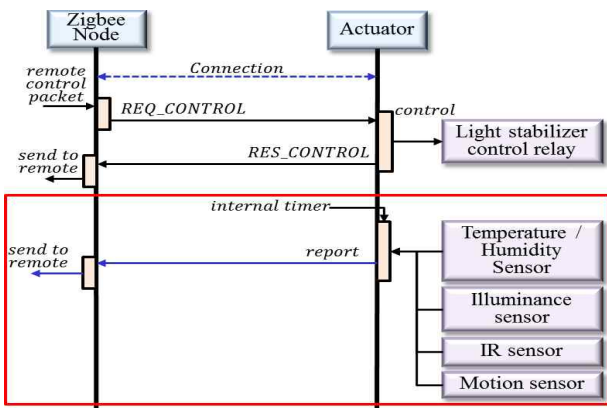 Zigbee
Node
Actuator
Connection
remote
control
packet
REQ_CONTROL
control
Light stabilizer
control relay
RES_CONTROL
send to
remote
internal timer
Temperature /
Humidity
Sensor
send to
remote
report
Illuminance
sensor
IR sensor
Motion sensor